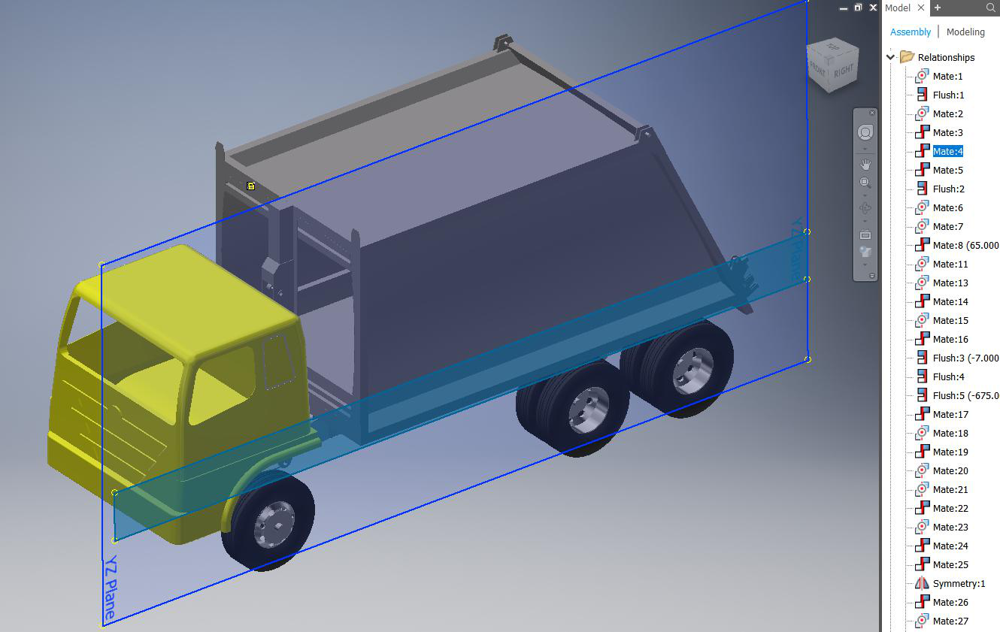 Model
Assembly
Modeling
Relationships
Mate:1
Flush:1
Mate:2
Mate:3
Mate:4
Mate:5
Flush:2
Mate:6
Mate:7
Mate:8 (65.000
Mate:11
Mate:13
Mate:14
Mate:15
Mate:16
Flush:3 (-7.000
Flush:4
Flush:5 (-675.0
Mate:17
Mate:18
Mate:19
Mate:20
Mate:21
Mate:22
Mate:23
Mate:24
Mate:25
Symmetry:1
Mate:26
Mate:27
TOP
FRONT
RIGHT
YZ Plane
YZ Plane